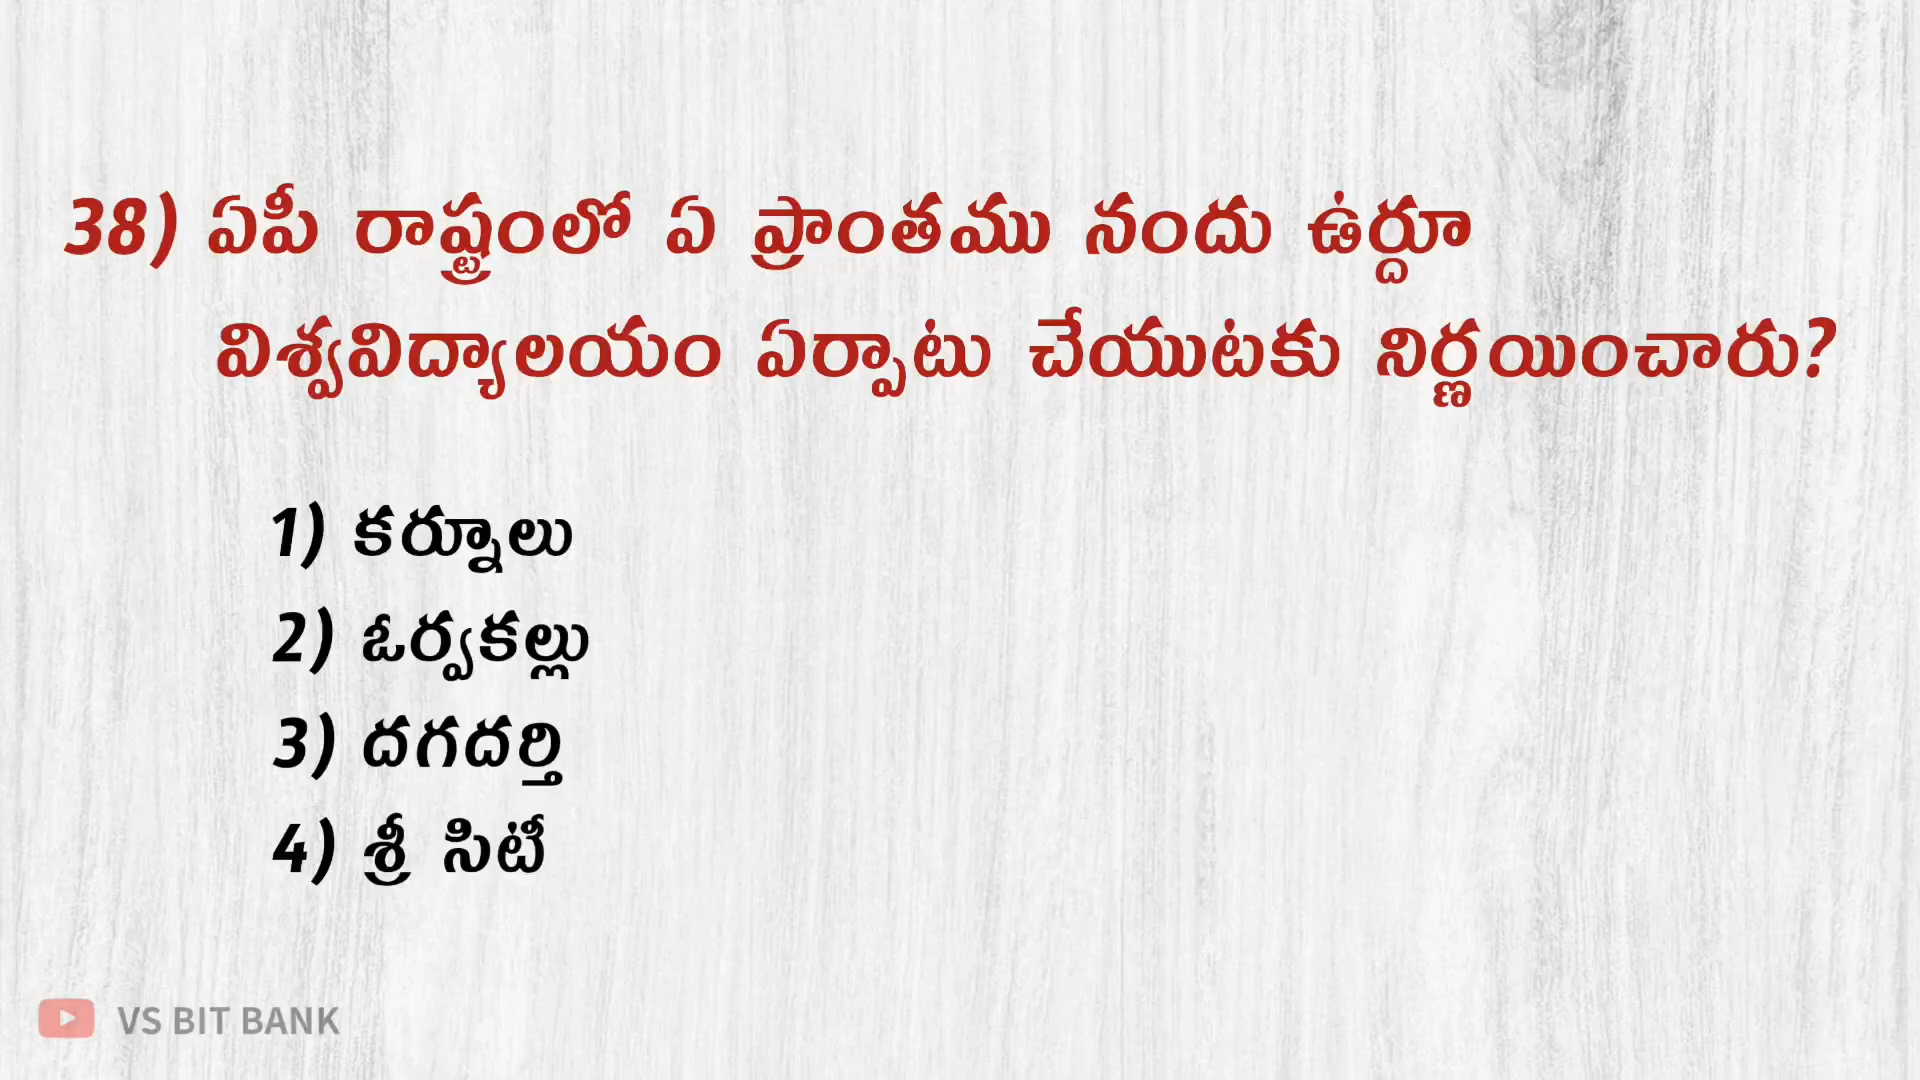 38) ఏపీ రాష్ట్రంలో ఏ ప్రాంతము నందు ఉర్దూ
విశ్వవిద్యాలయం ఏర్పాటు చేయుటకు నిర్ణయించారు?
1) కర్నూలు
2) ఓర్వకల్లు
3) దగదర్తి
4) శ్రీ సిటీ
VS BIT BANK